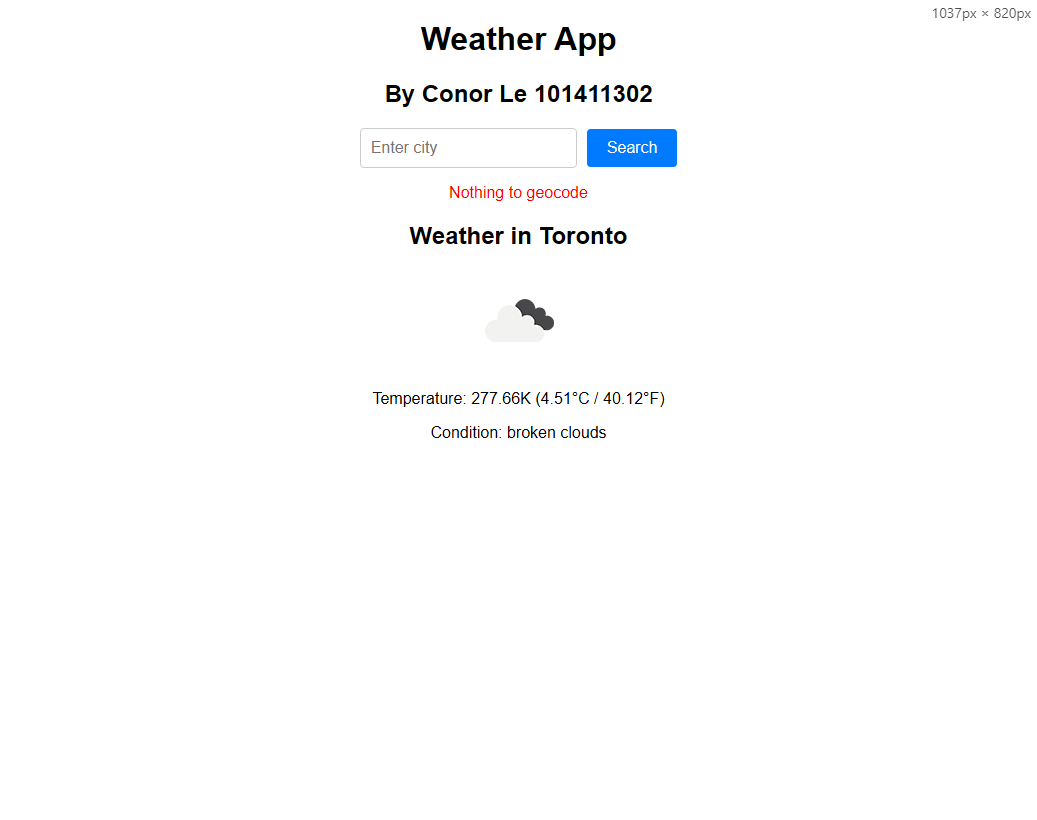 1037px × 820px
Weather App
By Conor Le 101411302
Enter city
Search
Nothing to geocode
Weather in Toronto
Temperature: 277.66K (4.51°C / 40.12°F)
Condition: broken clouds